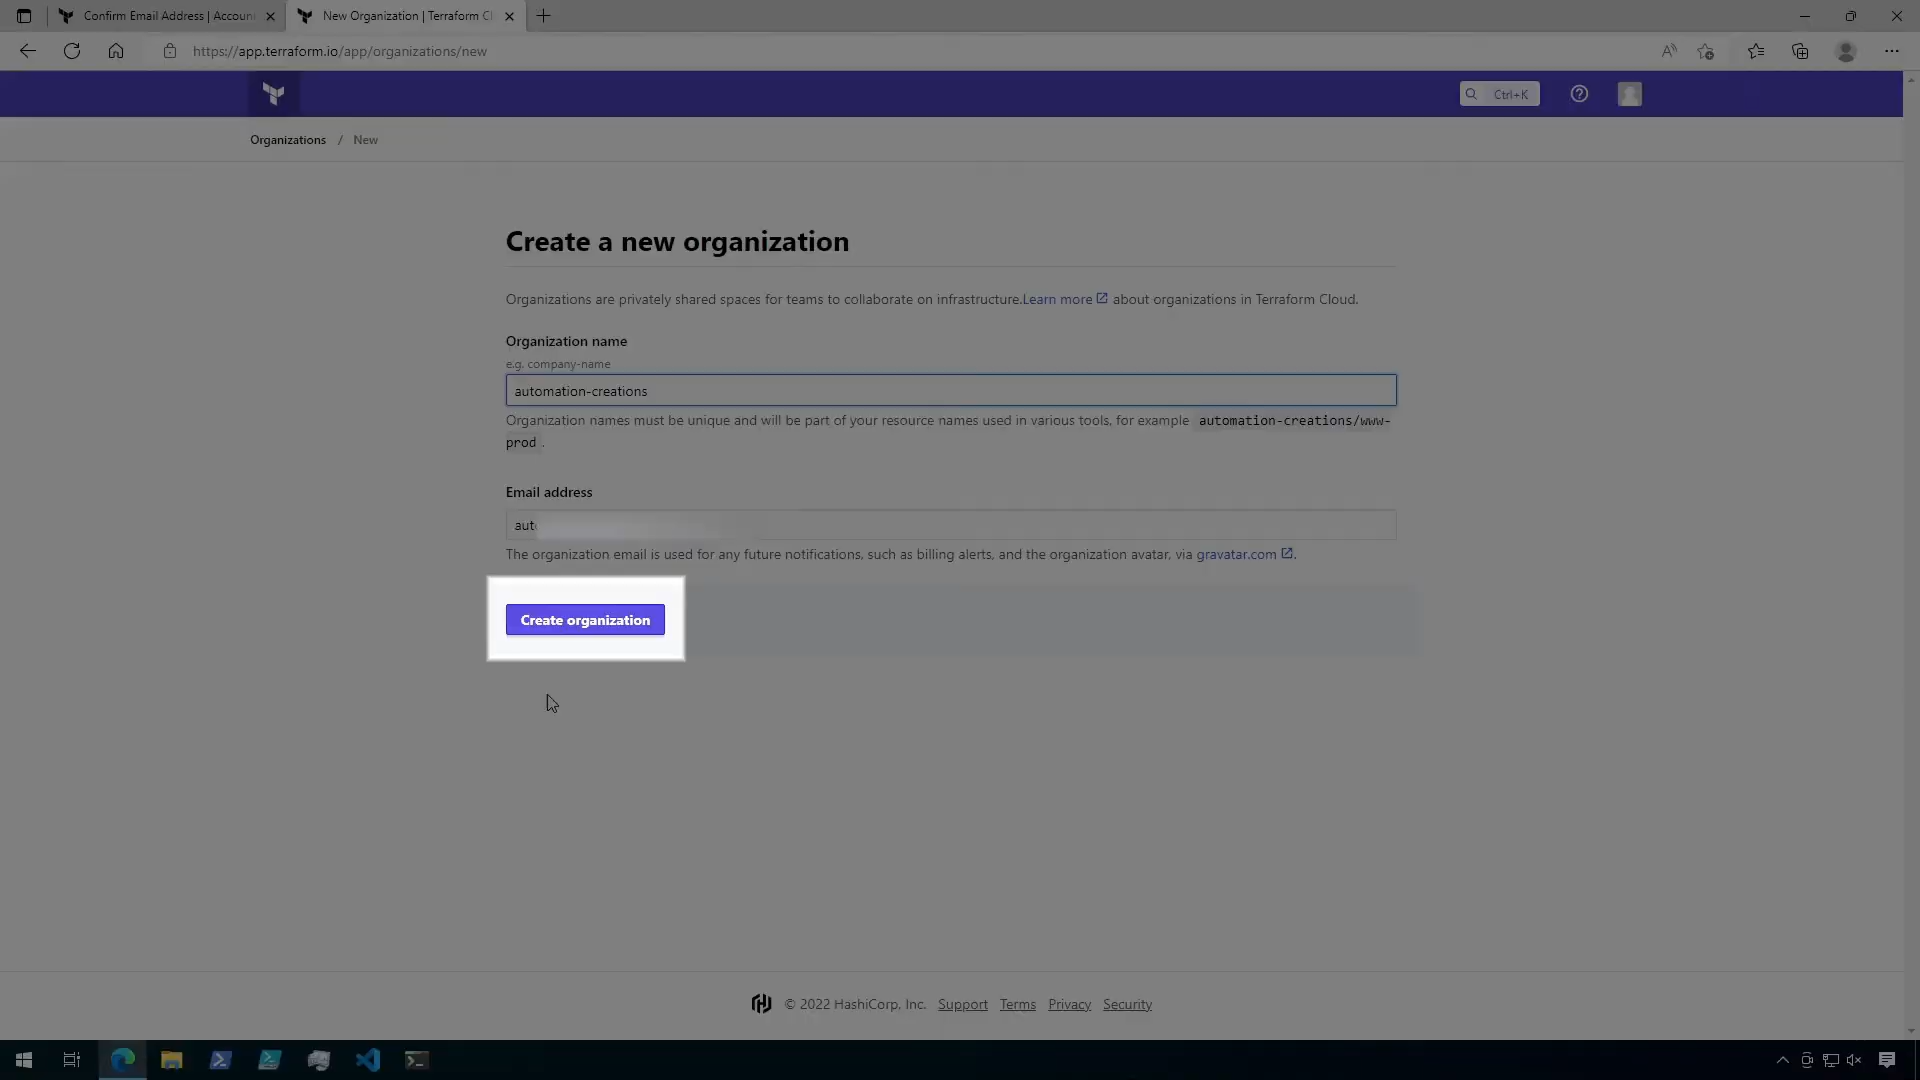 Confirm Email Address | Accoun
New Organization | Terraform Cl
https://app.terraform.io/app/organizations/new
Ctrl+K
Organizations / New
Create a new organization
Organizations are privately shared spaces for teams to collaborate on infrastructure.Learn more about organizations in Terraform Cloud.
Organization name
e.g. company-name
automation-creations
Organization names must be unique and will be part of your resource names used in various tools, for example automation-creations/www-
prod .
Email address
aut
The organization email is used for any future notifications, such as billing alerts, and the organization avatar, via gravatar.com .
Create organization
© 2022 HashiCorp, Inc. Support Terms Privacy Security